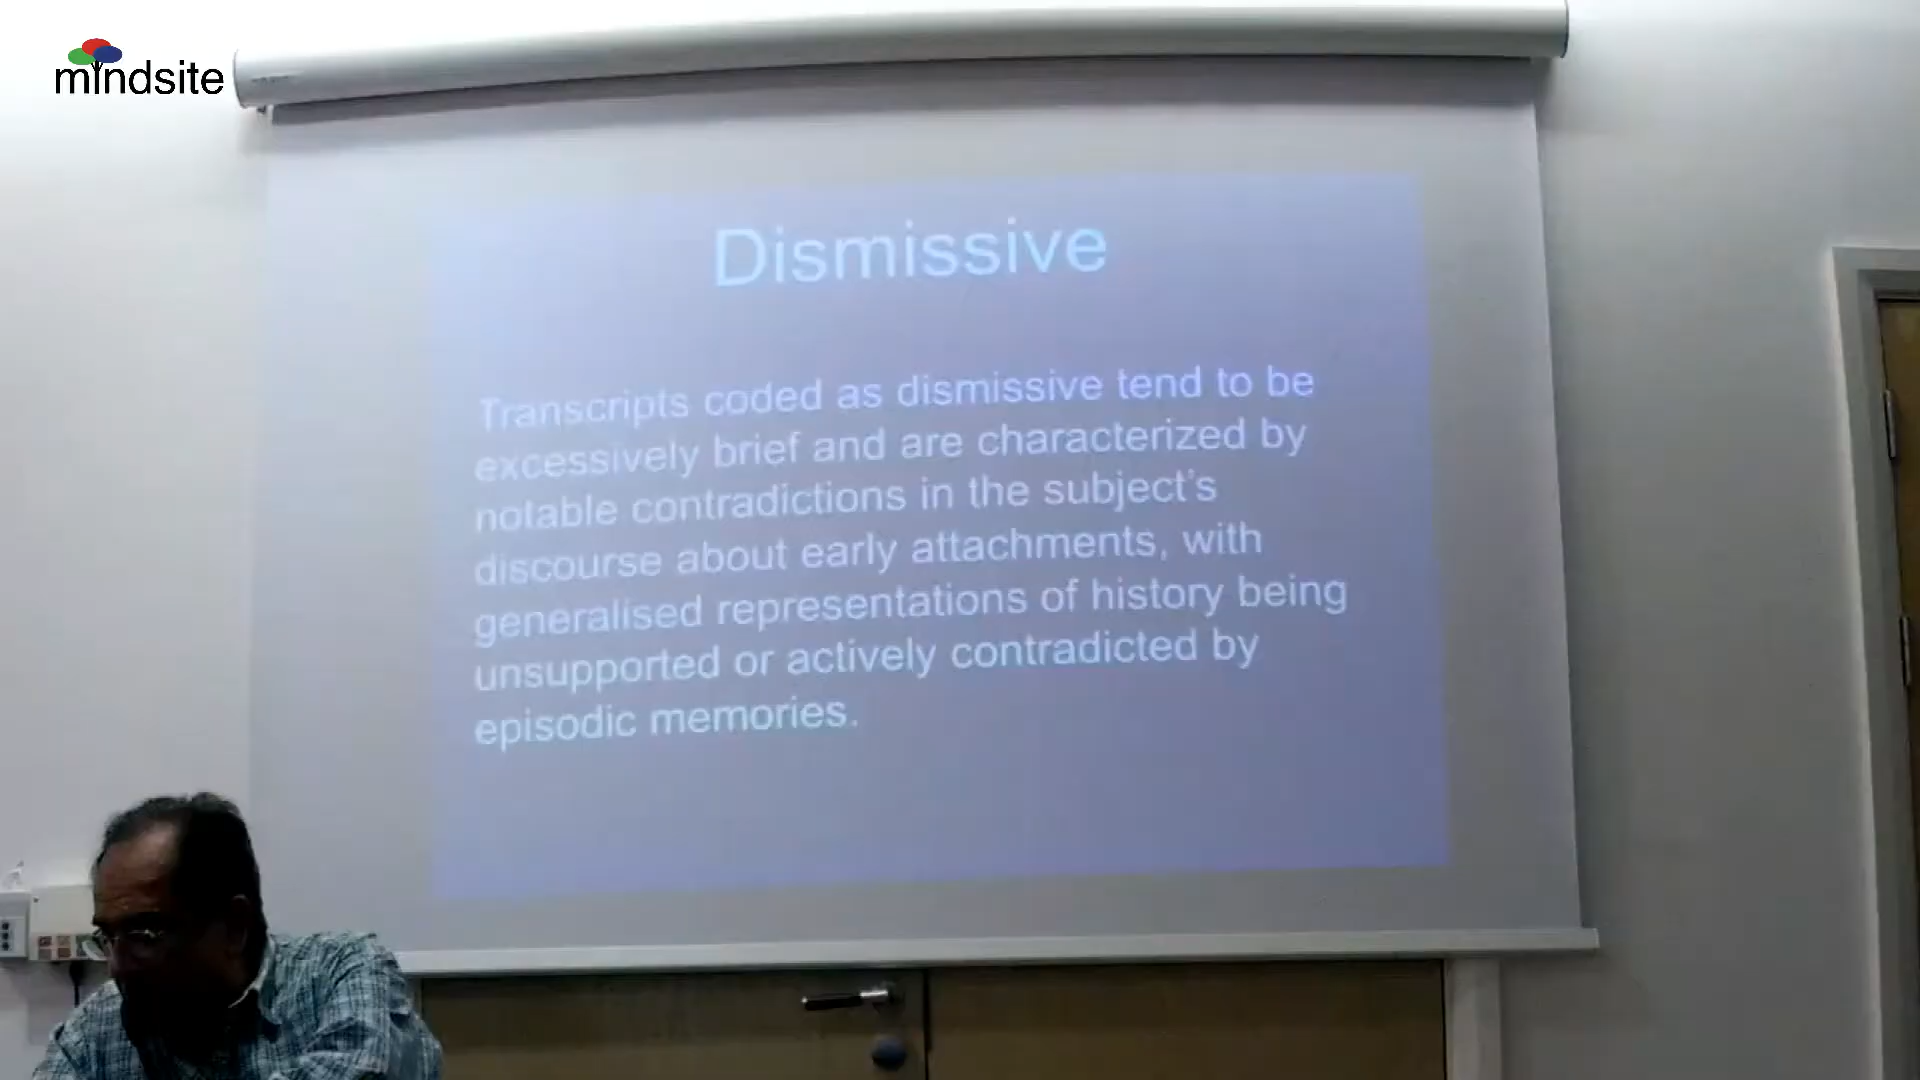 mindsite
Dismissive
Transcripts coded as dismissive tend to be
excessively brief and are characterized by
notable contradictions in the subject's
discourse about early attachments, with
generalised representations of history being
unsupported or actively contradicted by
episodic memories.